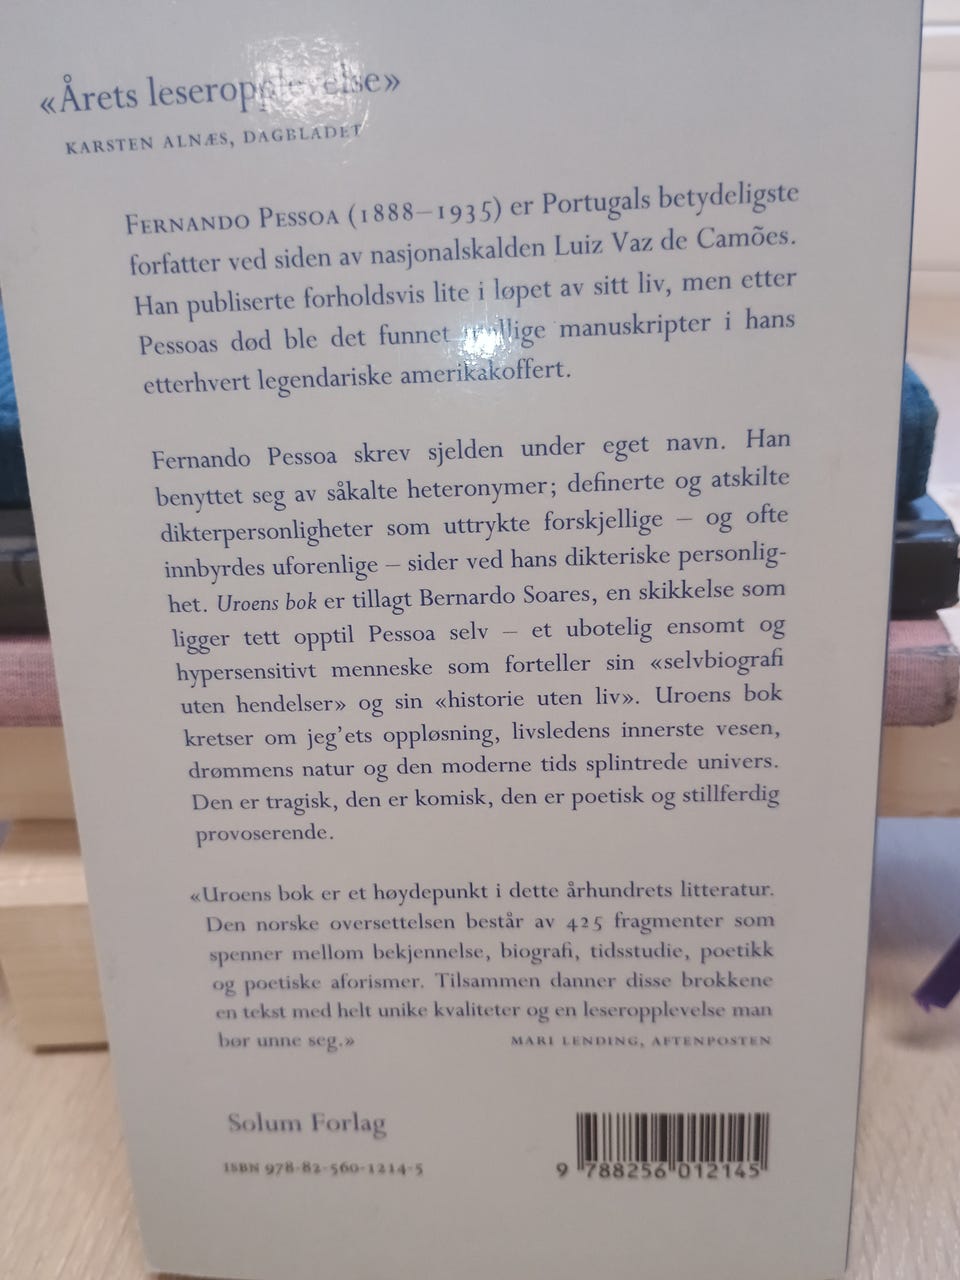 «Årets leseropplevelse»
KARSTEN ALNÆS, DAGBLADET
FERNANDO PESSOA (1888–1935) er Portugals betydeligste
forfatter ved siden av nasjonalskalden Luiz Vaz de Camões.
Han publiserte forholdsvis lite i løpet av sitt liv, men etter
Pessoas død ble det funnet utallige manuskripter i hans
etterhvert legendariske amerikakoffert.
Fernando Pessoa skrev sjelden under eget navn. Han
benyttet seg av såkalte heteronymer; definerte og atskilte
dikterpersonligheter som uttrykte forskjellige – og ofte
innbyrdes uforenlige – sider ved hans dikteriske personlig-
het. Uroens bok er tillagt Bernardo Soares, en skikkelse som
ligger tett opptil Pessoa selv – et ubotelig ensomt og
hypersensitivt menneske som forteller sin «selvbiografi
uten hendelser» og sin «historie uten liv». Uroens bok
kretser om jeg'ets oppløsning, livsledens innerste vesen,
drømmens natur og den moderne tids splintrede univers.
Den er tragisk, den er komisk, den er poetisk og stillferdig
provoserende.
«Uroens bok er et høydepunkt i dette århundrets litteratur.
Den norske oversettelsen består av 425 fragmenter som
spenner mellom bekjennelse, biografi, tidsstudie, poetikk
og poetiske aforismer. Tilsammen danner disse brokkene
en tekst med helt unike kvaliteter og en leseropplevelse man
bør unne seg.» MARI LENDING, AFTENPOSTEN
Solum Forlag
ISBN 978-82-560-1214-5
9 788256 012145